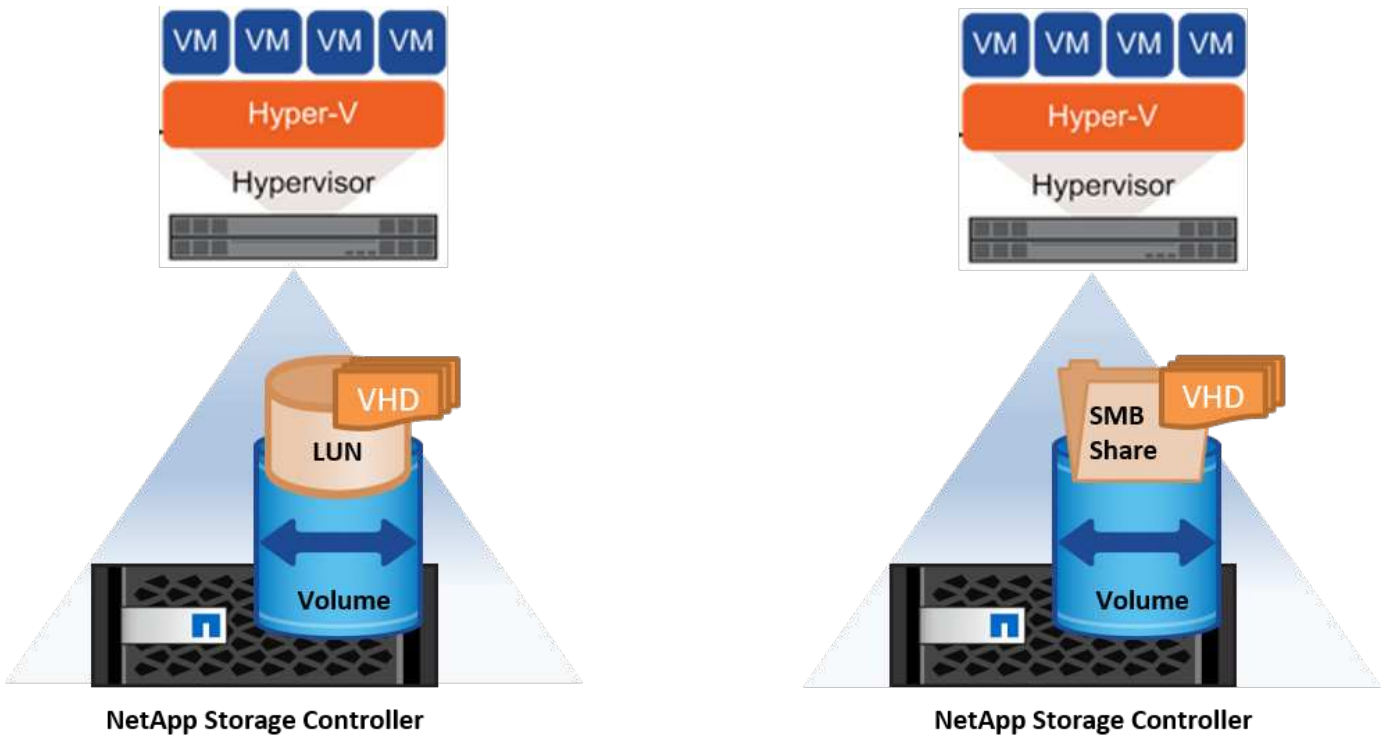 VM VM VM VM
Hyper-V
Hypervisor
VHD
LUN
Volume
NetApp Storage Controller
VM VM VM VM
Hyper-V
Hypervisor
VHD
SMB
Share
Volume
NetApp Storage Controller